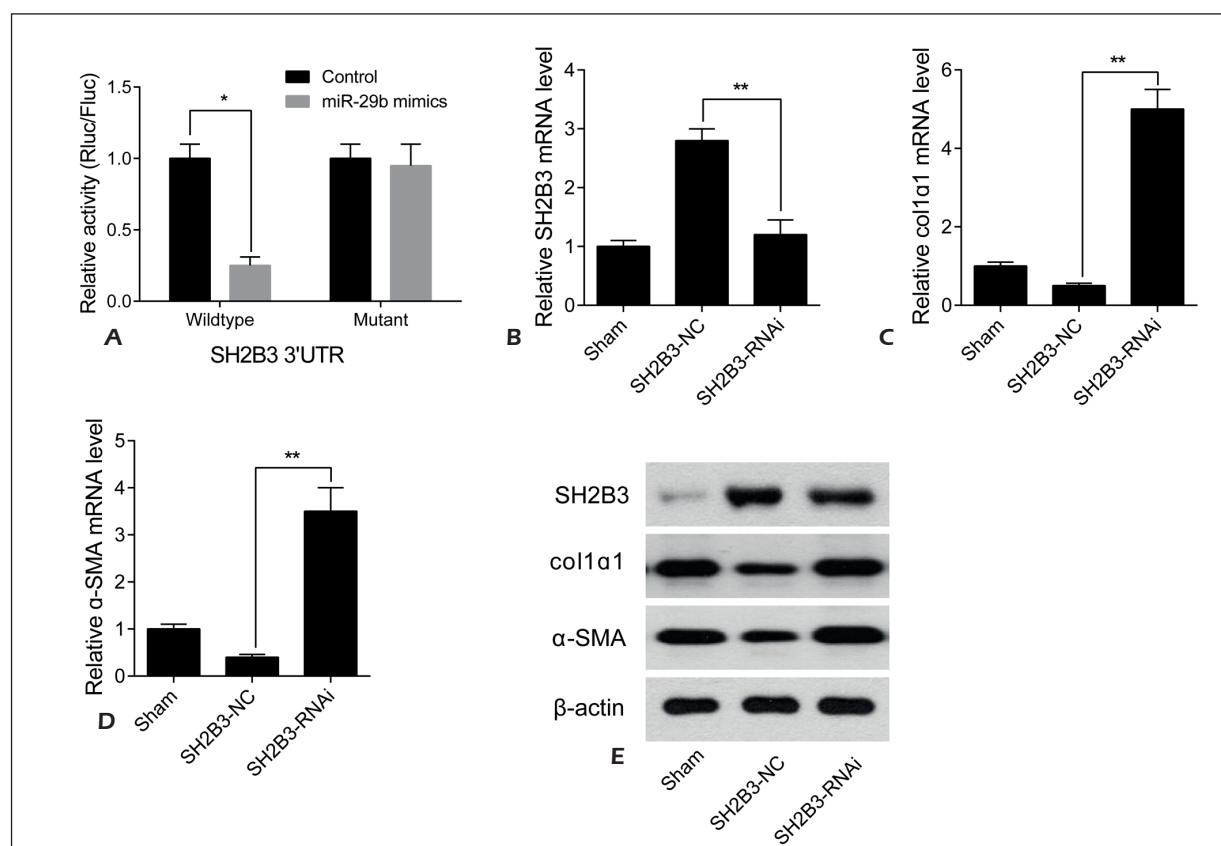 Control
miR-29b mimics
Relative activity (Rluc/Fluc)
1.5
1.0
0.5
0.0
*
Wildtype
Mutant
SH2B3 3'UTR
A
Relative SH2B3 mRNA level
4
3
2
1
0
**
Sham
SH2B3-NC
SH2B3-RNAi
B
Relative col1α1 mRNA level
6
4
2
0
**
Sham
SH2B3-NC
SH2B3-RNAi
C
Relative α-SMA mRNA level
5
4
3
2
1
0
**
Sham
SH2B3-NC
SH2B3-RNAi
D
SH2B3
col1α1
α-SMA
β-actin
Sham
SH2B3-NC
SH2B3-RNAi
E